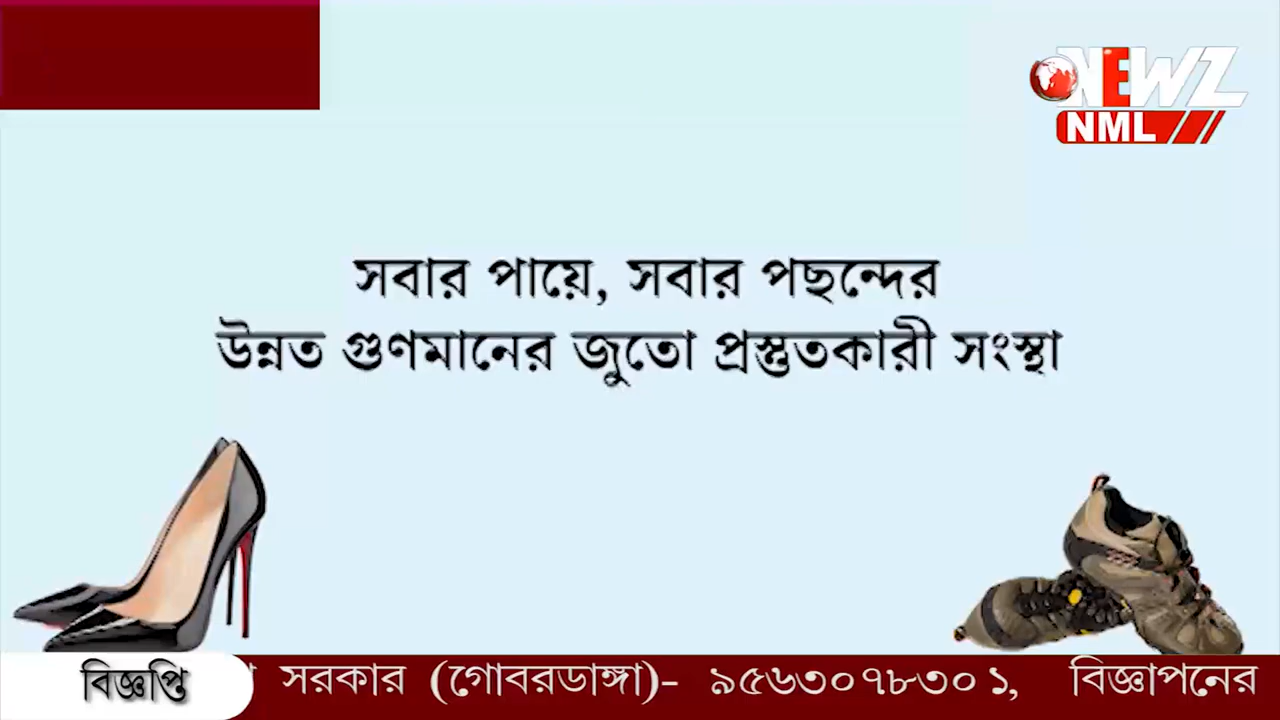 NEWZ
NML
সবার পায়ে, সবার পছন্দের
উন্নত গুণমানের জুতো প্রস্তুতকারী সংস্থা
বিজ্ঞপ্তি
সরকার (গোবরডাঙ্গা)- ৯৫৬৩০৭৮৩০১, বিজ্ঞাপনের